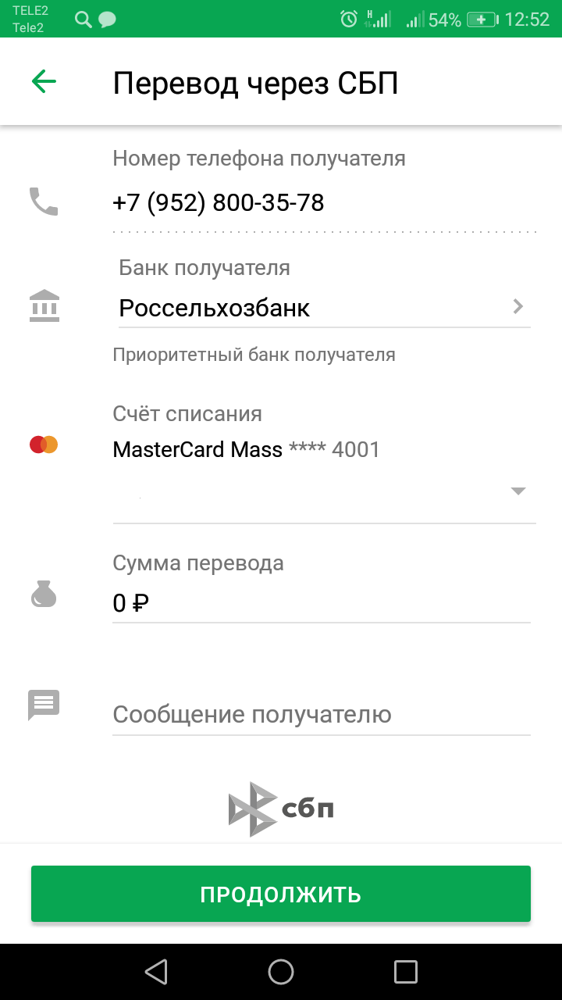 TELE2
Tele2
H
54%
12:52
Перевод через СБП
Номер телефона получателя
+7 (952) 800-35-78
Банк получателя
Россельхозбанк
Приоритетный банк получателя
Счёт списания
MasterCard Mass **** 4001
Сумма перевода
0 ₽
Сообщение получателю
сбп
ПРОДОЛЖИТЬ